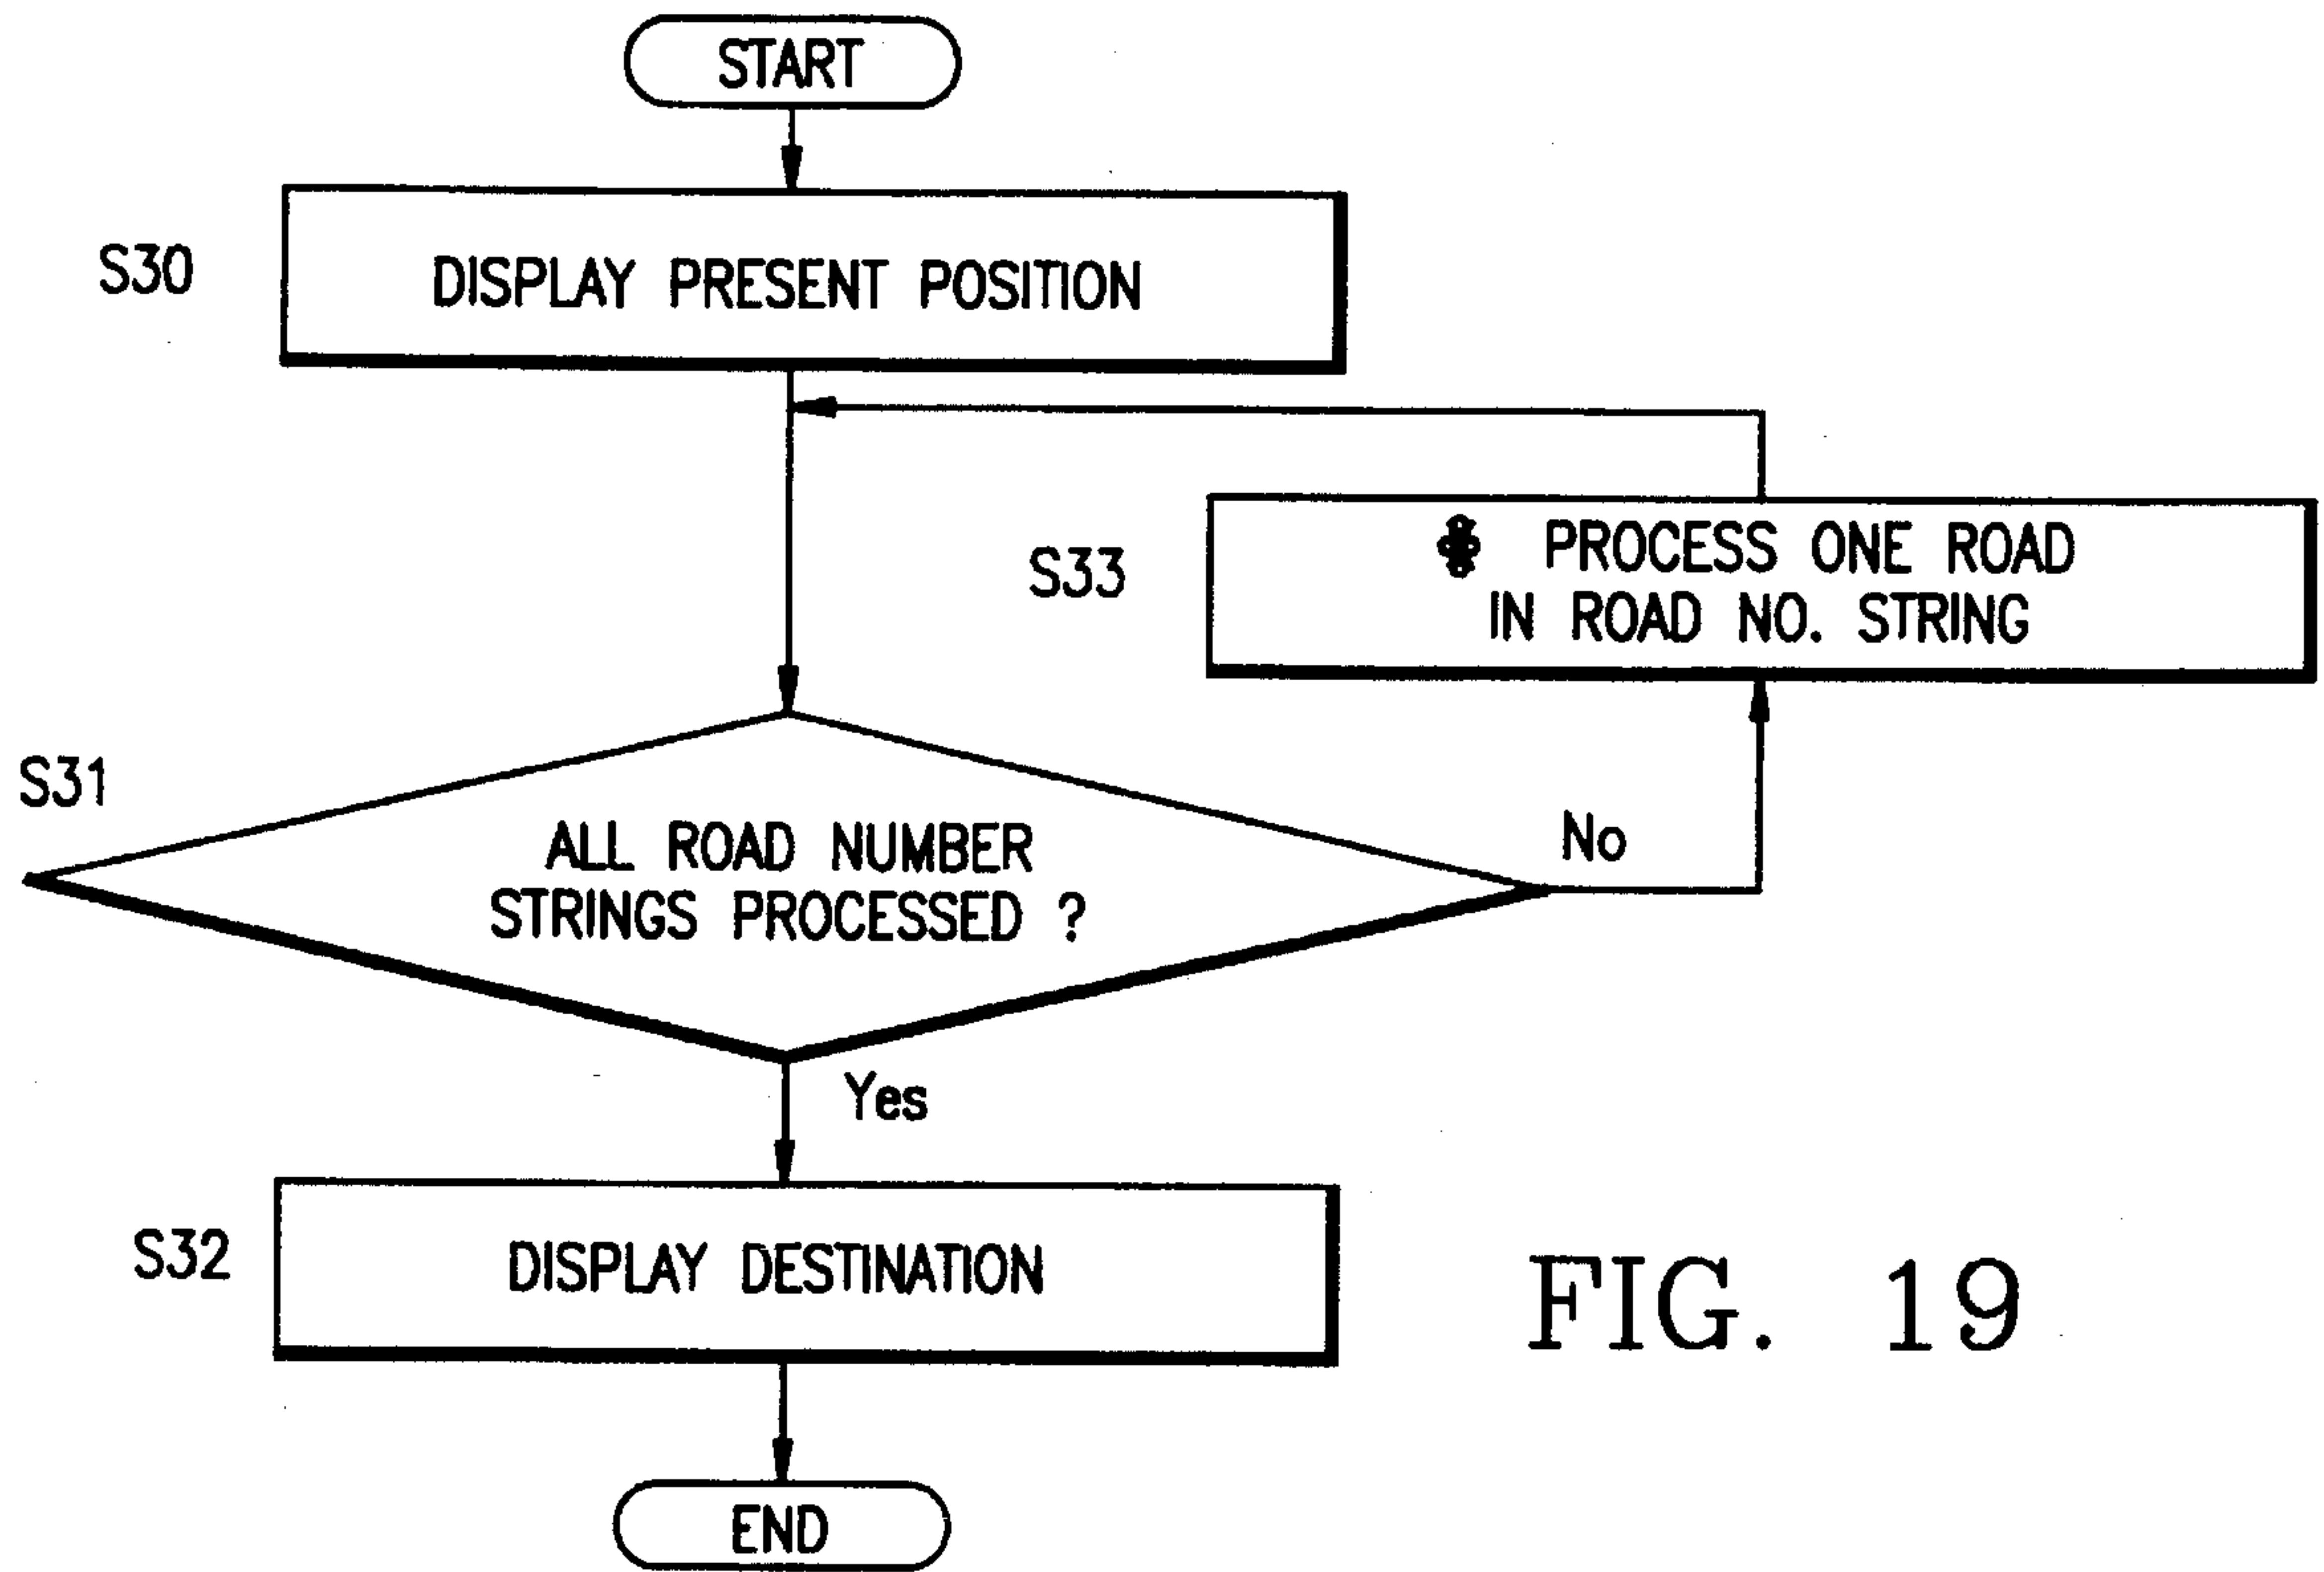 START
S30
DISPLAY PRESENT POSITION
S33
* PROCESS ONE ROAD
IN ROAD NO. STRING
S31
ALL ROAD NUMBER
STRINGS PROCESSED ?
No
Yes
S32
DISPLAY DESTINATION
FIG. 19
END